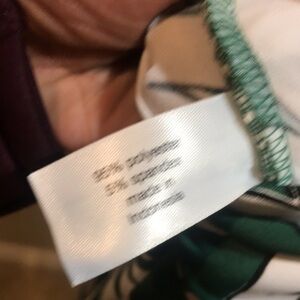 95% polyester
5% spandex
made in
Indonesia